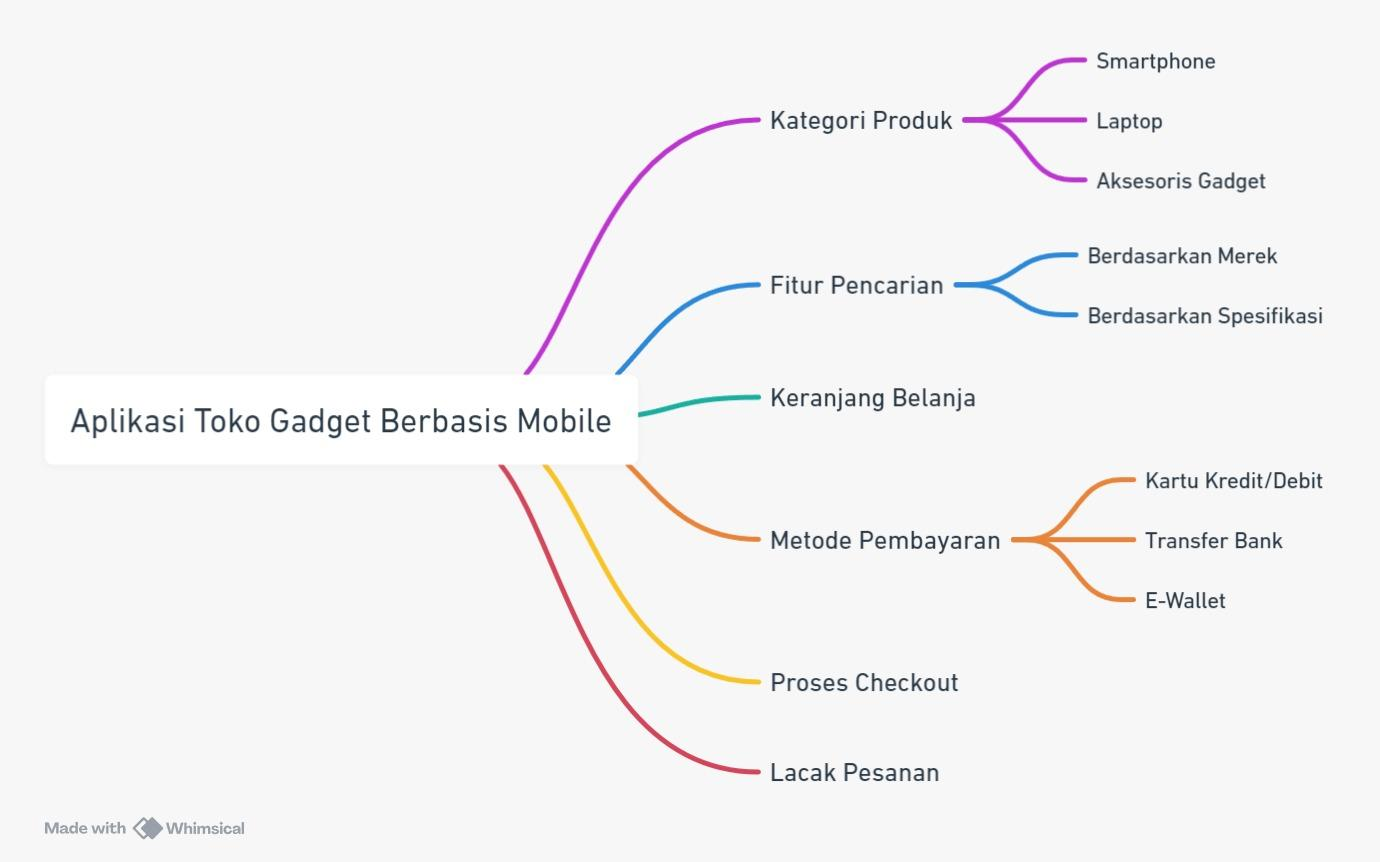 Aplikasi Toko Gadget Berbasis Mobile
Kategori Produk
Smartphone
Laptop
Aksesoris Gadget
Fitur Pencarian
Berdasarkan Merek
Berdasarkan Spesifikasi
Keranjang Belanja
Metode Pembayaran
Kartu Kredit/Debit
Transfer Bank
E-Wallet
Proses Checkout
Lacak Pesanan
Made with Whimsical